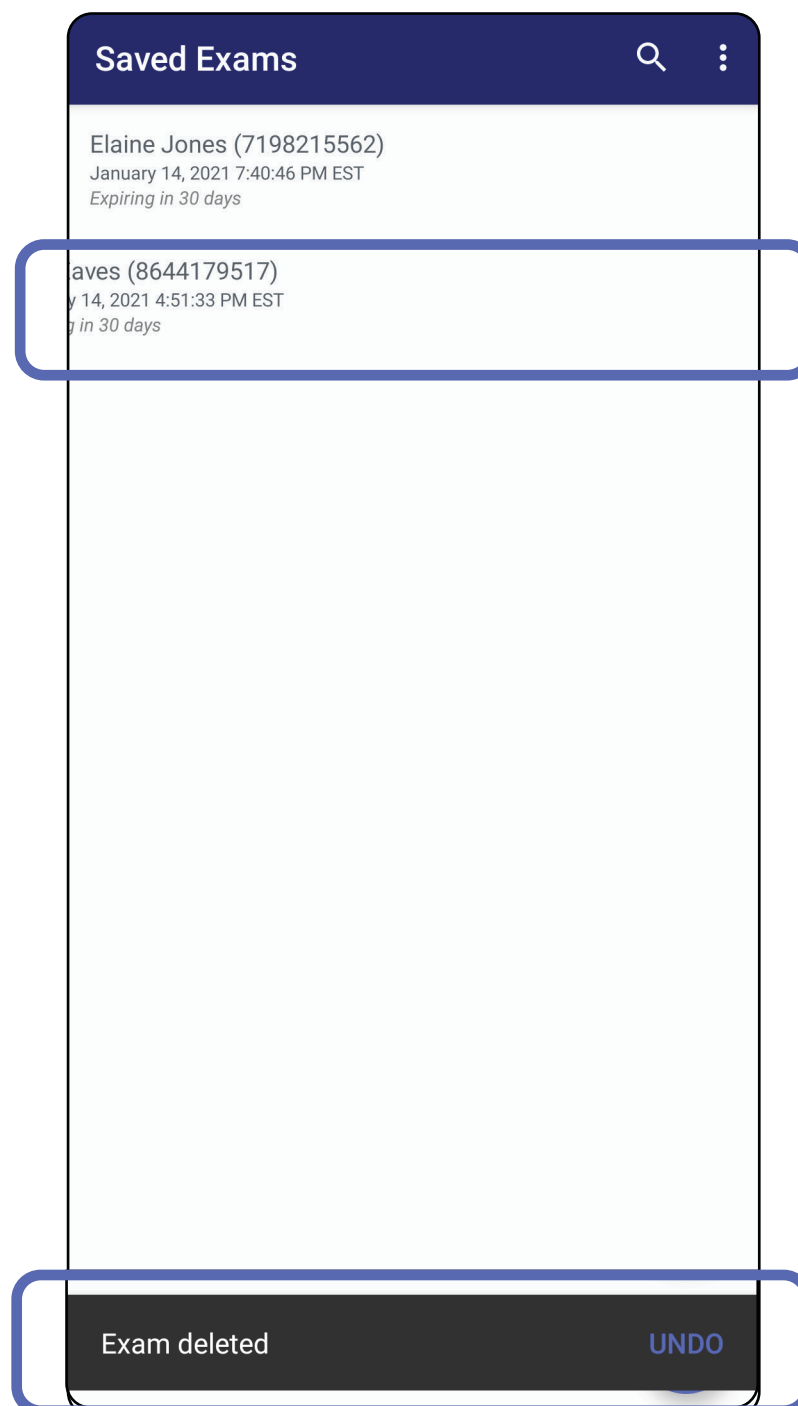 Saved Exams
Elaine Jones (7198215562)
January 14, 2021 7:40:46 PM EST
Expiring in 30 days
aves (8644179517)
y 14, 2021 4:51:33 PM EST
g in 30 days
Exam deleted UNDO